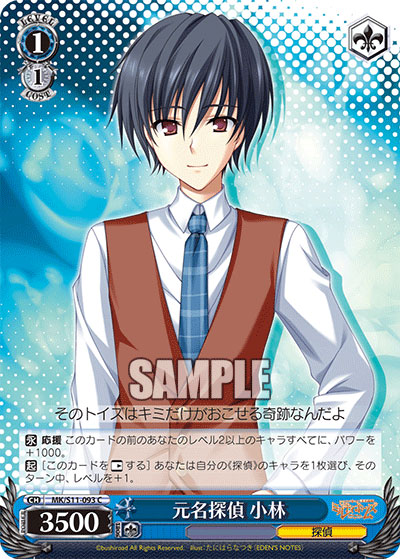 LEVEL
1
1
COST
SAMPLE
そのトイズはキミだけがおこせる奇跡なんだよ
永 応援 このカードの前のあなたのレベル2以上のキャラすべてに、パワーを
+1000。
起 [このカードを する] あなたは自分の《探偵》のキャラを1枚選び、そのターン中、レベルを+1。
CH MK/S11-093 C
3500
元名探偵 小林
探偵
©bushiroad All Rights Reserved. illust:たにはらなつき(EDEN'S NOTES)